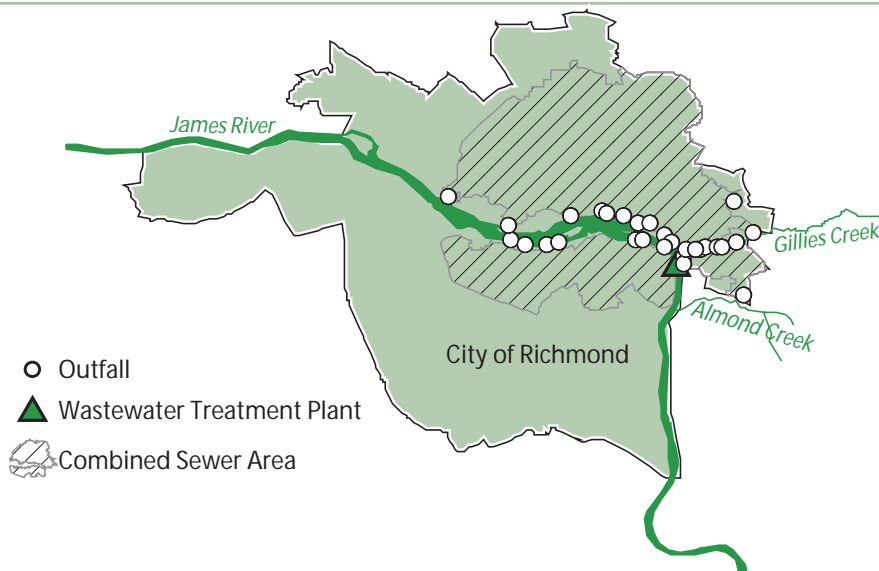 James River
Gillies Creek
Almond Creek
City of Richmond
Outfall
Wastewater Treatment Plant
Combined Sewer Area